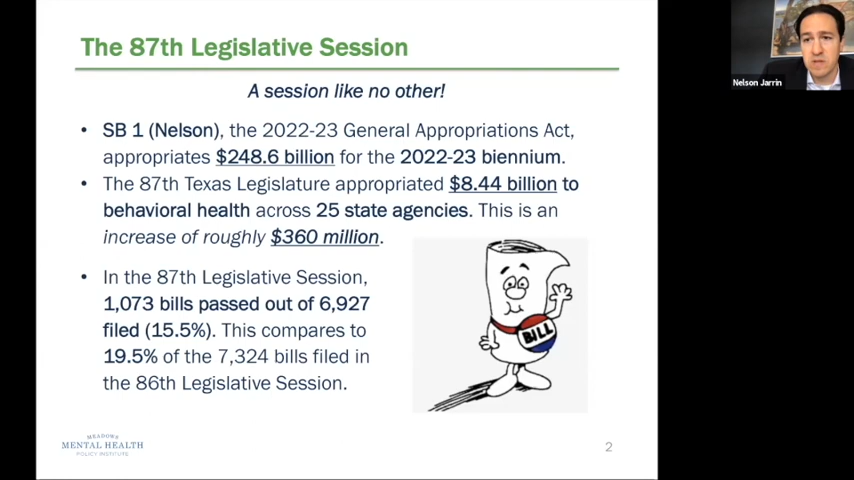 The 87th Legislative Session
A session like no other!
• SB 1 (Nelson), the 2022-23 General Appropriations Act,
appropriates $248.6 billion for the 2022-23 biennium.
• The 87th Texas Legislature appropriated $8.44 billion to
behavioral health across 25 state agencies. This is an
increase of roughly $360 million.
• In the 87th Legislative Session,
1,073 bills passed out of 6,927
filed (15.5%). This compares to
19.5% of the 7,324 bills filed in
the 86th Legislative Session.
BILL
MEADOWS
MENTAL HEALTH
POLICY INSTITUTE
2
Nelson Jarrin